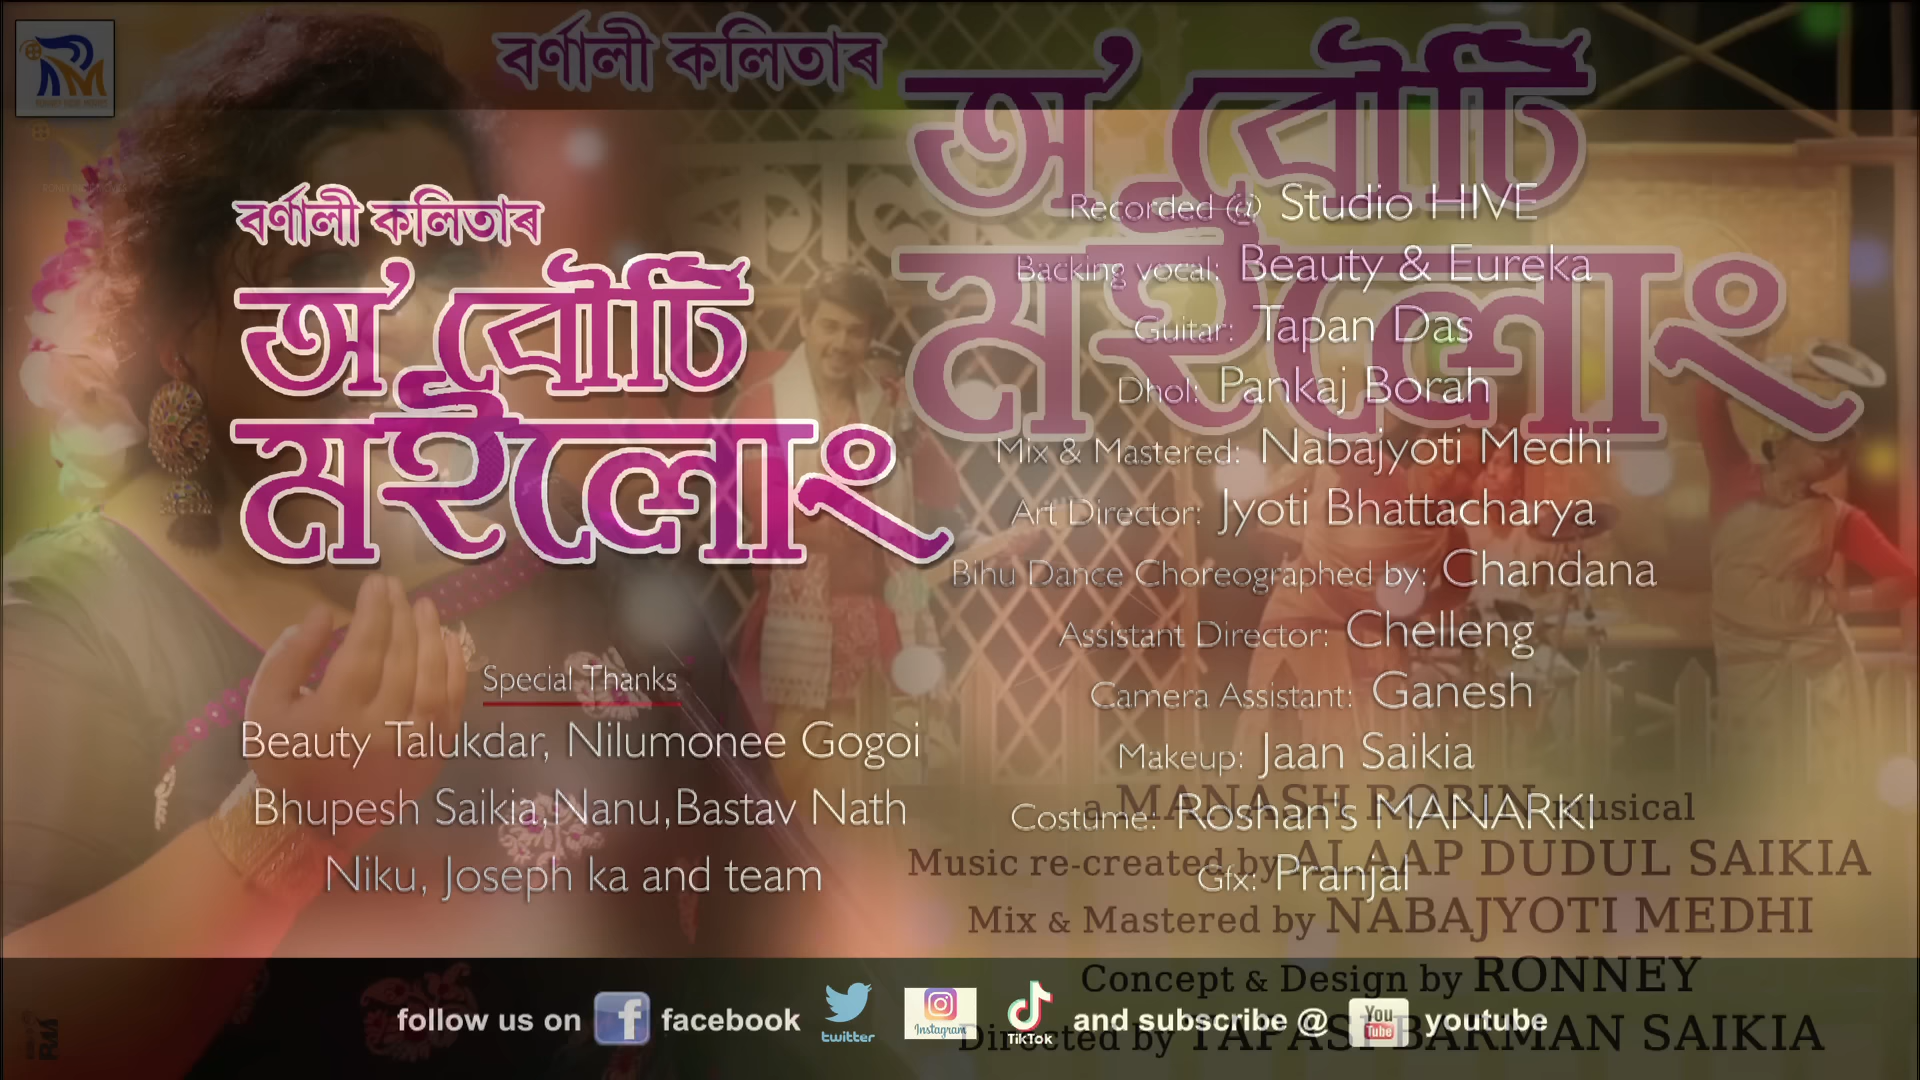 বৰ্ণালী কলিতাৰ
অ' বৌটি
মইলোং
বৰ্ণালী কলিতাৰ
অ' বৌটি
মইলোং
Special Thanks
Beauty Talukdar, Nilumonee Gogoi
Bhupesh Saikia,Nanu,Bastav Nath
Niku, Joseph ka and team
Recorded @ Studio HIVE
Backing vocal: Beauty & Eureka
Guitar: Tapan Das
Dhol: Pankaj Borah
Mix & Mastered: Nabajyoti Medhi
Art Director: Jyoti Bhattacharya
Bihu Dance Choreographed by: Chandana
Assistant Director: Chelleng
Camera Assistant: Ganesh
Makeup: Jaan Saikia
Costume: Roshan's MANARKI
Gfx: Pranjal
a MANASH ROBIN musical
Music re-created by ALAAP DUDUL SAIKIA
Mix & Mastered by NABAJYOTI MEDHI
Concept & Design by RONNEY
Directed by TAPASI BARMAN SAIKIA
follow us on facebook twitter Instagram TikTok and subscribe @ You Tube youtube